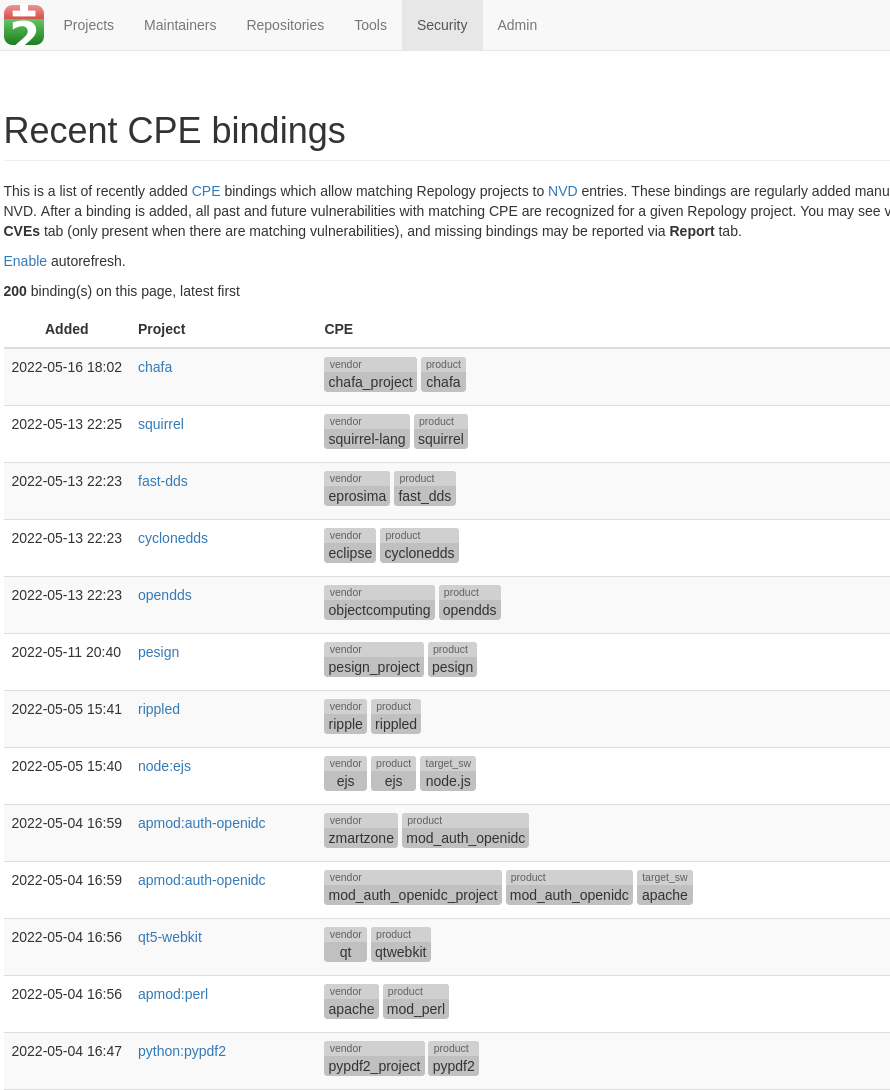 Projects Maintainers Repositories Tools Security Admin
Recent CPE bindings
This is a list of recently added CPE bindings which allow matching Repology projects to NVD entries. These bindings are regularly added manu
NVD. After a binding is added, all past and future vulnerabilities with matching CPE are recognized for a given Repology project. You may see v
CVEs tab (only present when there are matching vulnerabilities), and missing bindings may be reported via Report tab.
Enable autorefresh.
200 binding(s) on this page, latest first
Added Project CPE
vendor product
2022-05-16 18:02 chafa chafa_project chafa
vendor product
2022-05-13 22:25 squirrel squirrel-lang squirrel
vendor product
2022-05-13 22:23 fast-dds eprosima fast_dds
vendor product
2022-05-13 22:23 cyclonedds eclipse cyclonedds
vendor product
2022-05-13 22:23 opendds objectcomputing opendds
vendor product
2022-05-11 20:40 pesign pesign_project pesign
vendor product
2022-05-05 15:41 rippled ripple rippled
vendor product target_sw
2022-05-05 15:40 node:ejs ejs ejs node.js
vendor product
2022-05-04 16:59 apmod:auth-openidc zmartzone mod_auth_openidc
vendor product target_sw
2022-05-04 16:59 apmod:auth-openidc mod_auth_openidc_project mod_auth_openidc apache
vendor product
2022-05-04 16:56 qt5-webkit qt qtwebkit
vendor product
2022-05-04 16:56 apmod:perl apache mod_perl
vendor product
2022-05-04 16:47 python:pypdf2 pypdf2_project pypdf2